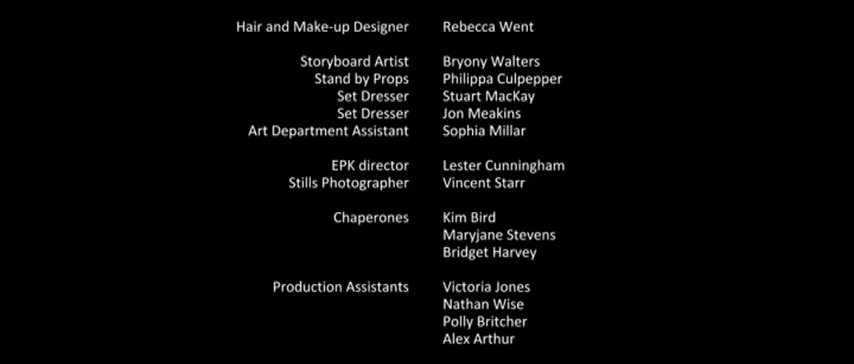 Hair and Make-up Designer Rebecca Went
Storyboard Artist Bryony Walters
Stand by Props Philippa Culpepper
Set Dresser Stuart MacKay
Set Dresser Jon Meakins
Art Department Assistant Sophia Millar
EPK director Lester Cunningham
Stills Photographer Vincent Starr
Chaperones Kim Bird
Maryjane Stevens
Bridget Harvey
Production Assistants Victoria Jones
Nathan Wise
Polly Britcher
Alex Arthur